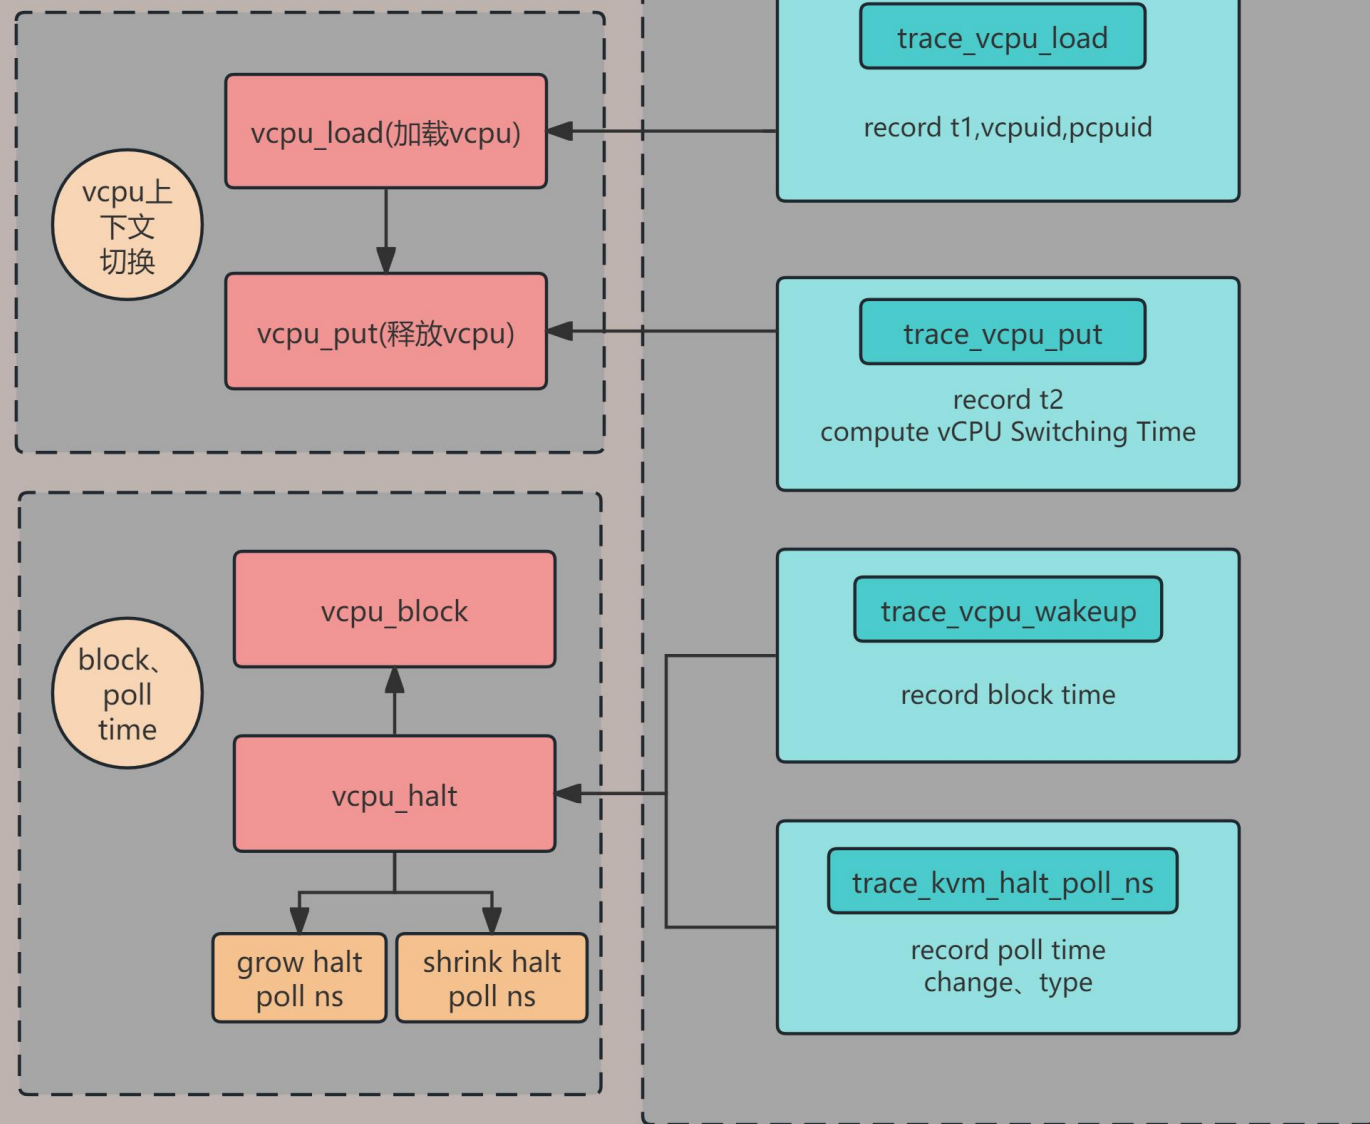 vcpu上
下文
切换
vcpu_load(加载vcpu)
vcpu_put(释放vcpu)
trace_vcpu_load
record t1,vcpuid,pcpuid
trace_vcpu_put
record t2
compute vCPU Switching Time
block、
poll
time
vcpu_block
vcpu_halt
grow halt
poll ns
shrink halt
poll ns
trace_vcpu_wakeup
record block time
trace_kvm_halt_poll_ns
record poll time
change、type